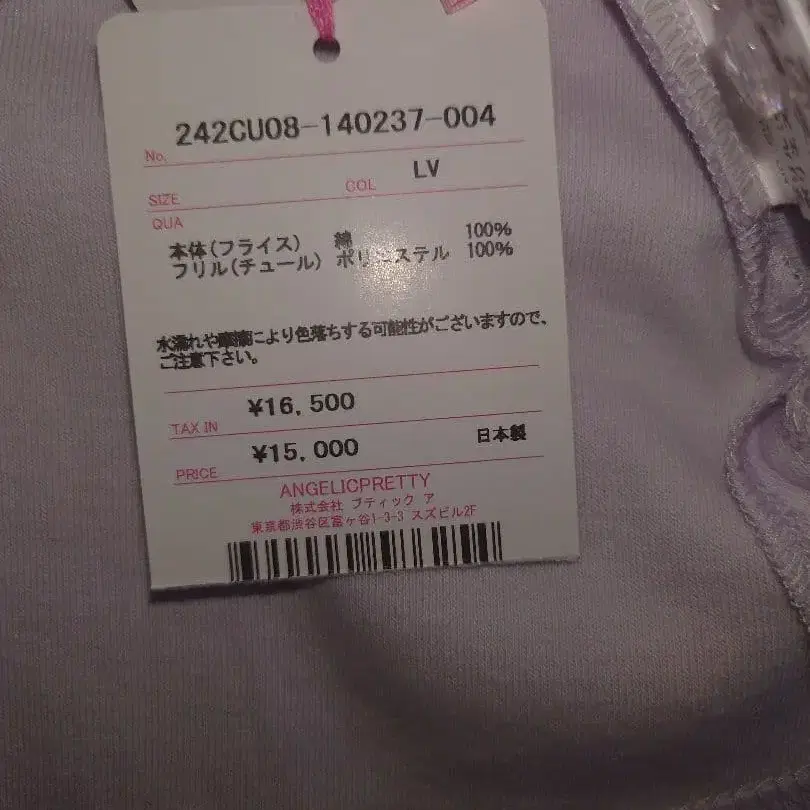 242CU08-140237-004
No.
LV
SIZE COL
QUA
本体(フライス) 綿 100%
フリル(チュール) ポリエステル 100%
水濡れや摩擦により色落ちする可能性がございますので、
ご注意下さい。
¥16,500
TAX IN
¥15,000 日本製
PRICE
ANGELICPRETTY
株式会社 ブティック ア
東京都渋谷区富ヶ谷1-3-3 スズビル2F